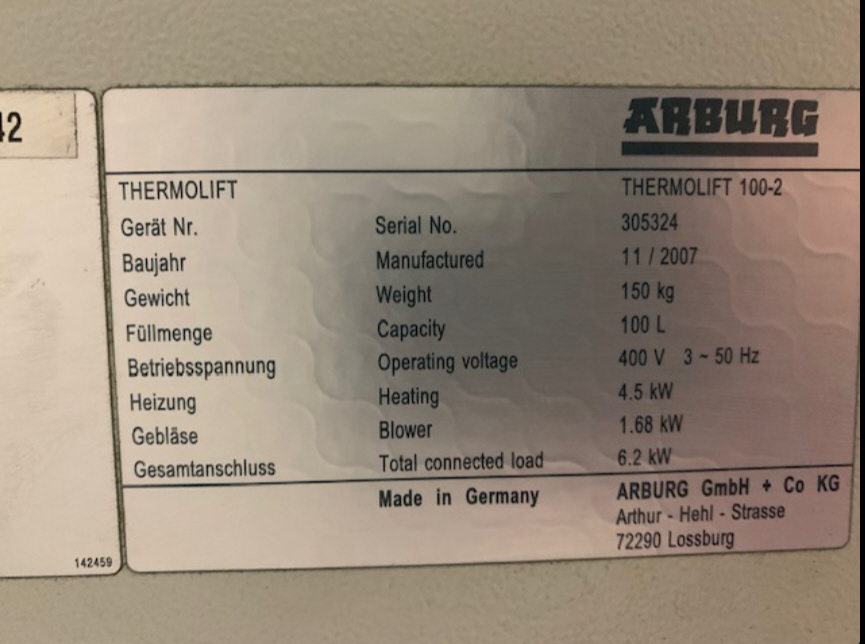 ARBURG
THERMOLIFT THERMOLIFT 100-2
Gerät Nr. Serial No. 305324
Baujahr Manufactured 11 / 2007
Gewicht Weight 150 kg
Füllmenge Capacity 100 L
Betriebsspannung Operating voltage 400 V 3 ~ 50 Hz
Heizung Heating 4.5 kW
Gebläse Blower 1.68 kW
Gesamtanschluss Total connected load 6.2 kW
Made in Germany ARBURG GmbH + Co KG
Arthur - Hehl - Strasse
72290 Lossburg
142459